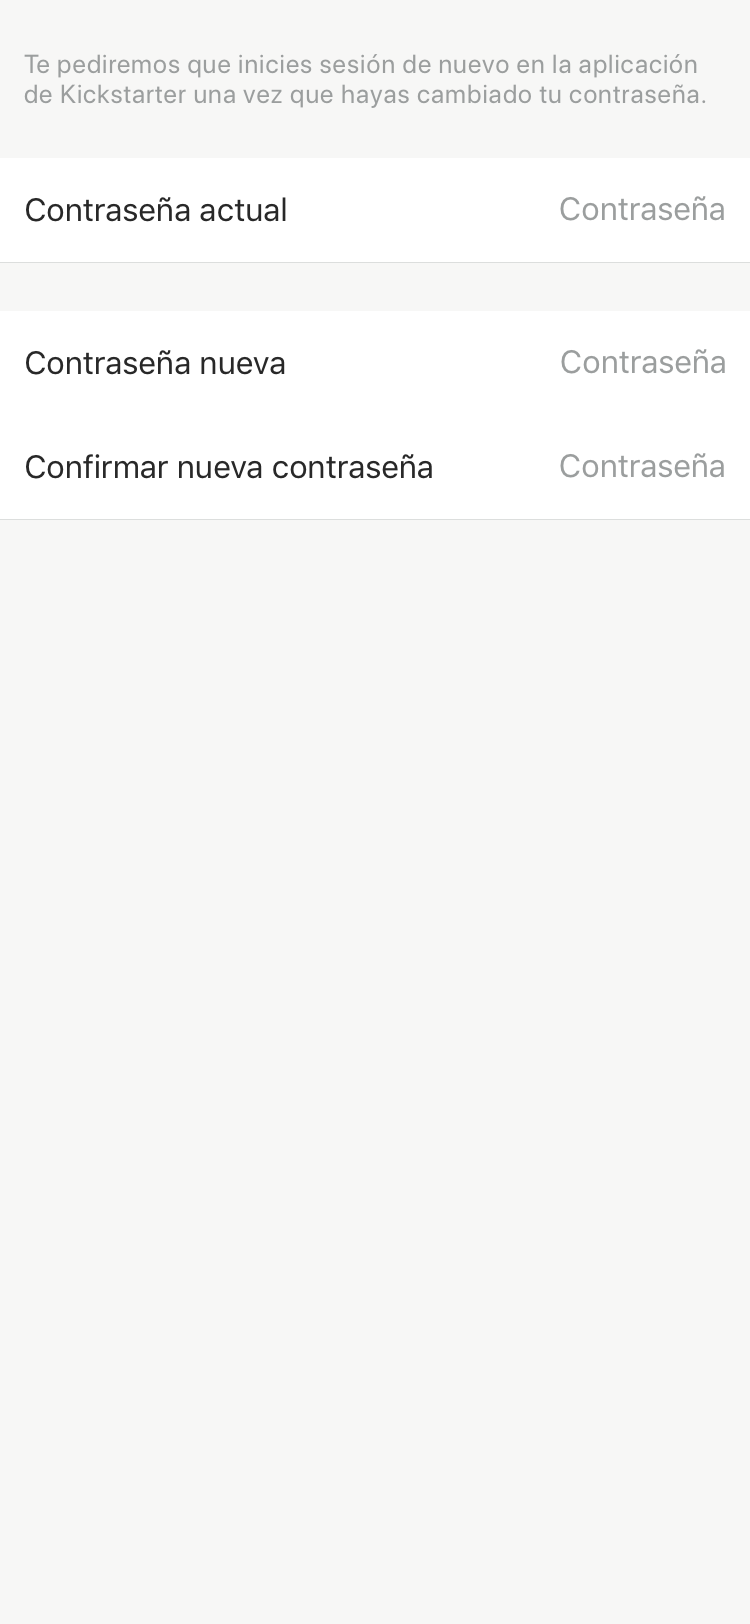 Te pediremos que inicies sesión de nuevo en la aplicación
de Kickstarter una vez que hayas cambiado tu contraseña.
Contraseña actual
Contraseña
Contraseña nueva
Contraseña
Confirmar nueva contraseña
Contraseña